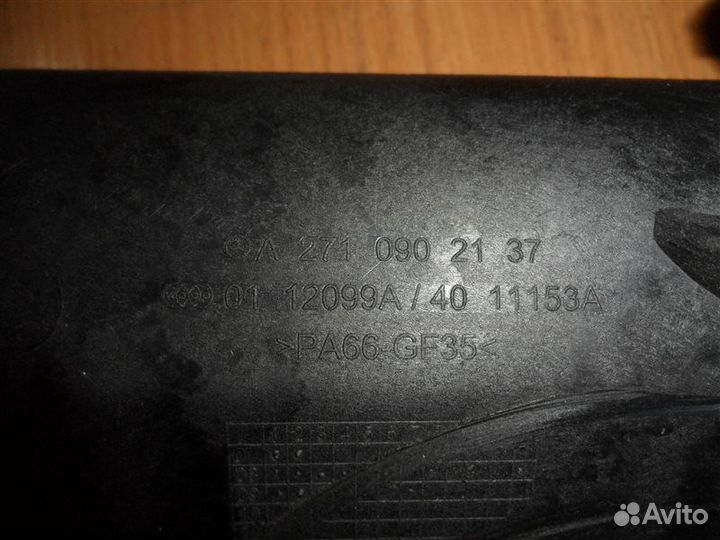 A 271 090 21 37
01 12099A / 40 11153A
>PA66-GF35<
Avito